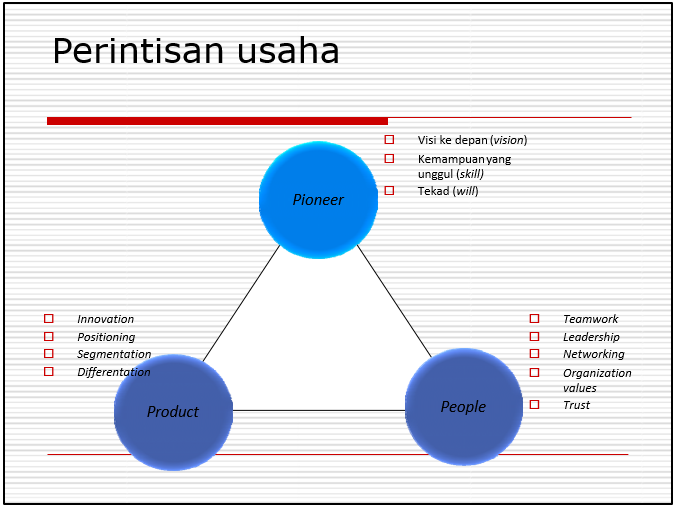 Perintisan usaha
Visi ke depan (vision)
Kemampuan yang
unggul (skill)
Tekad (will)
Pioneer
Innovation
Positioning
Segmentation
Differentation
Product
Teamwork
Leadership
Networking
Organization
values
Trust
People